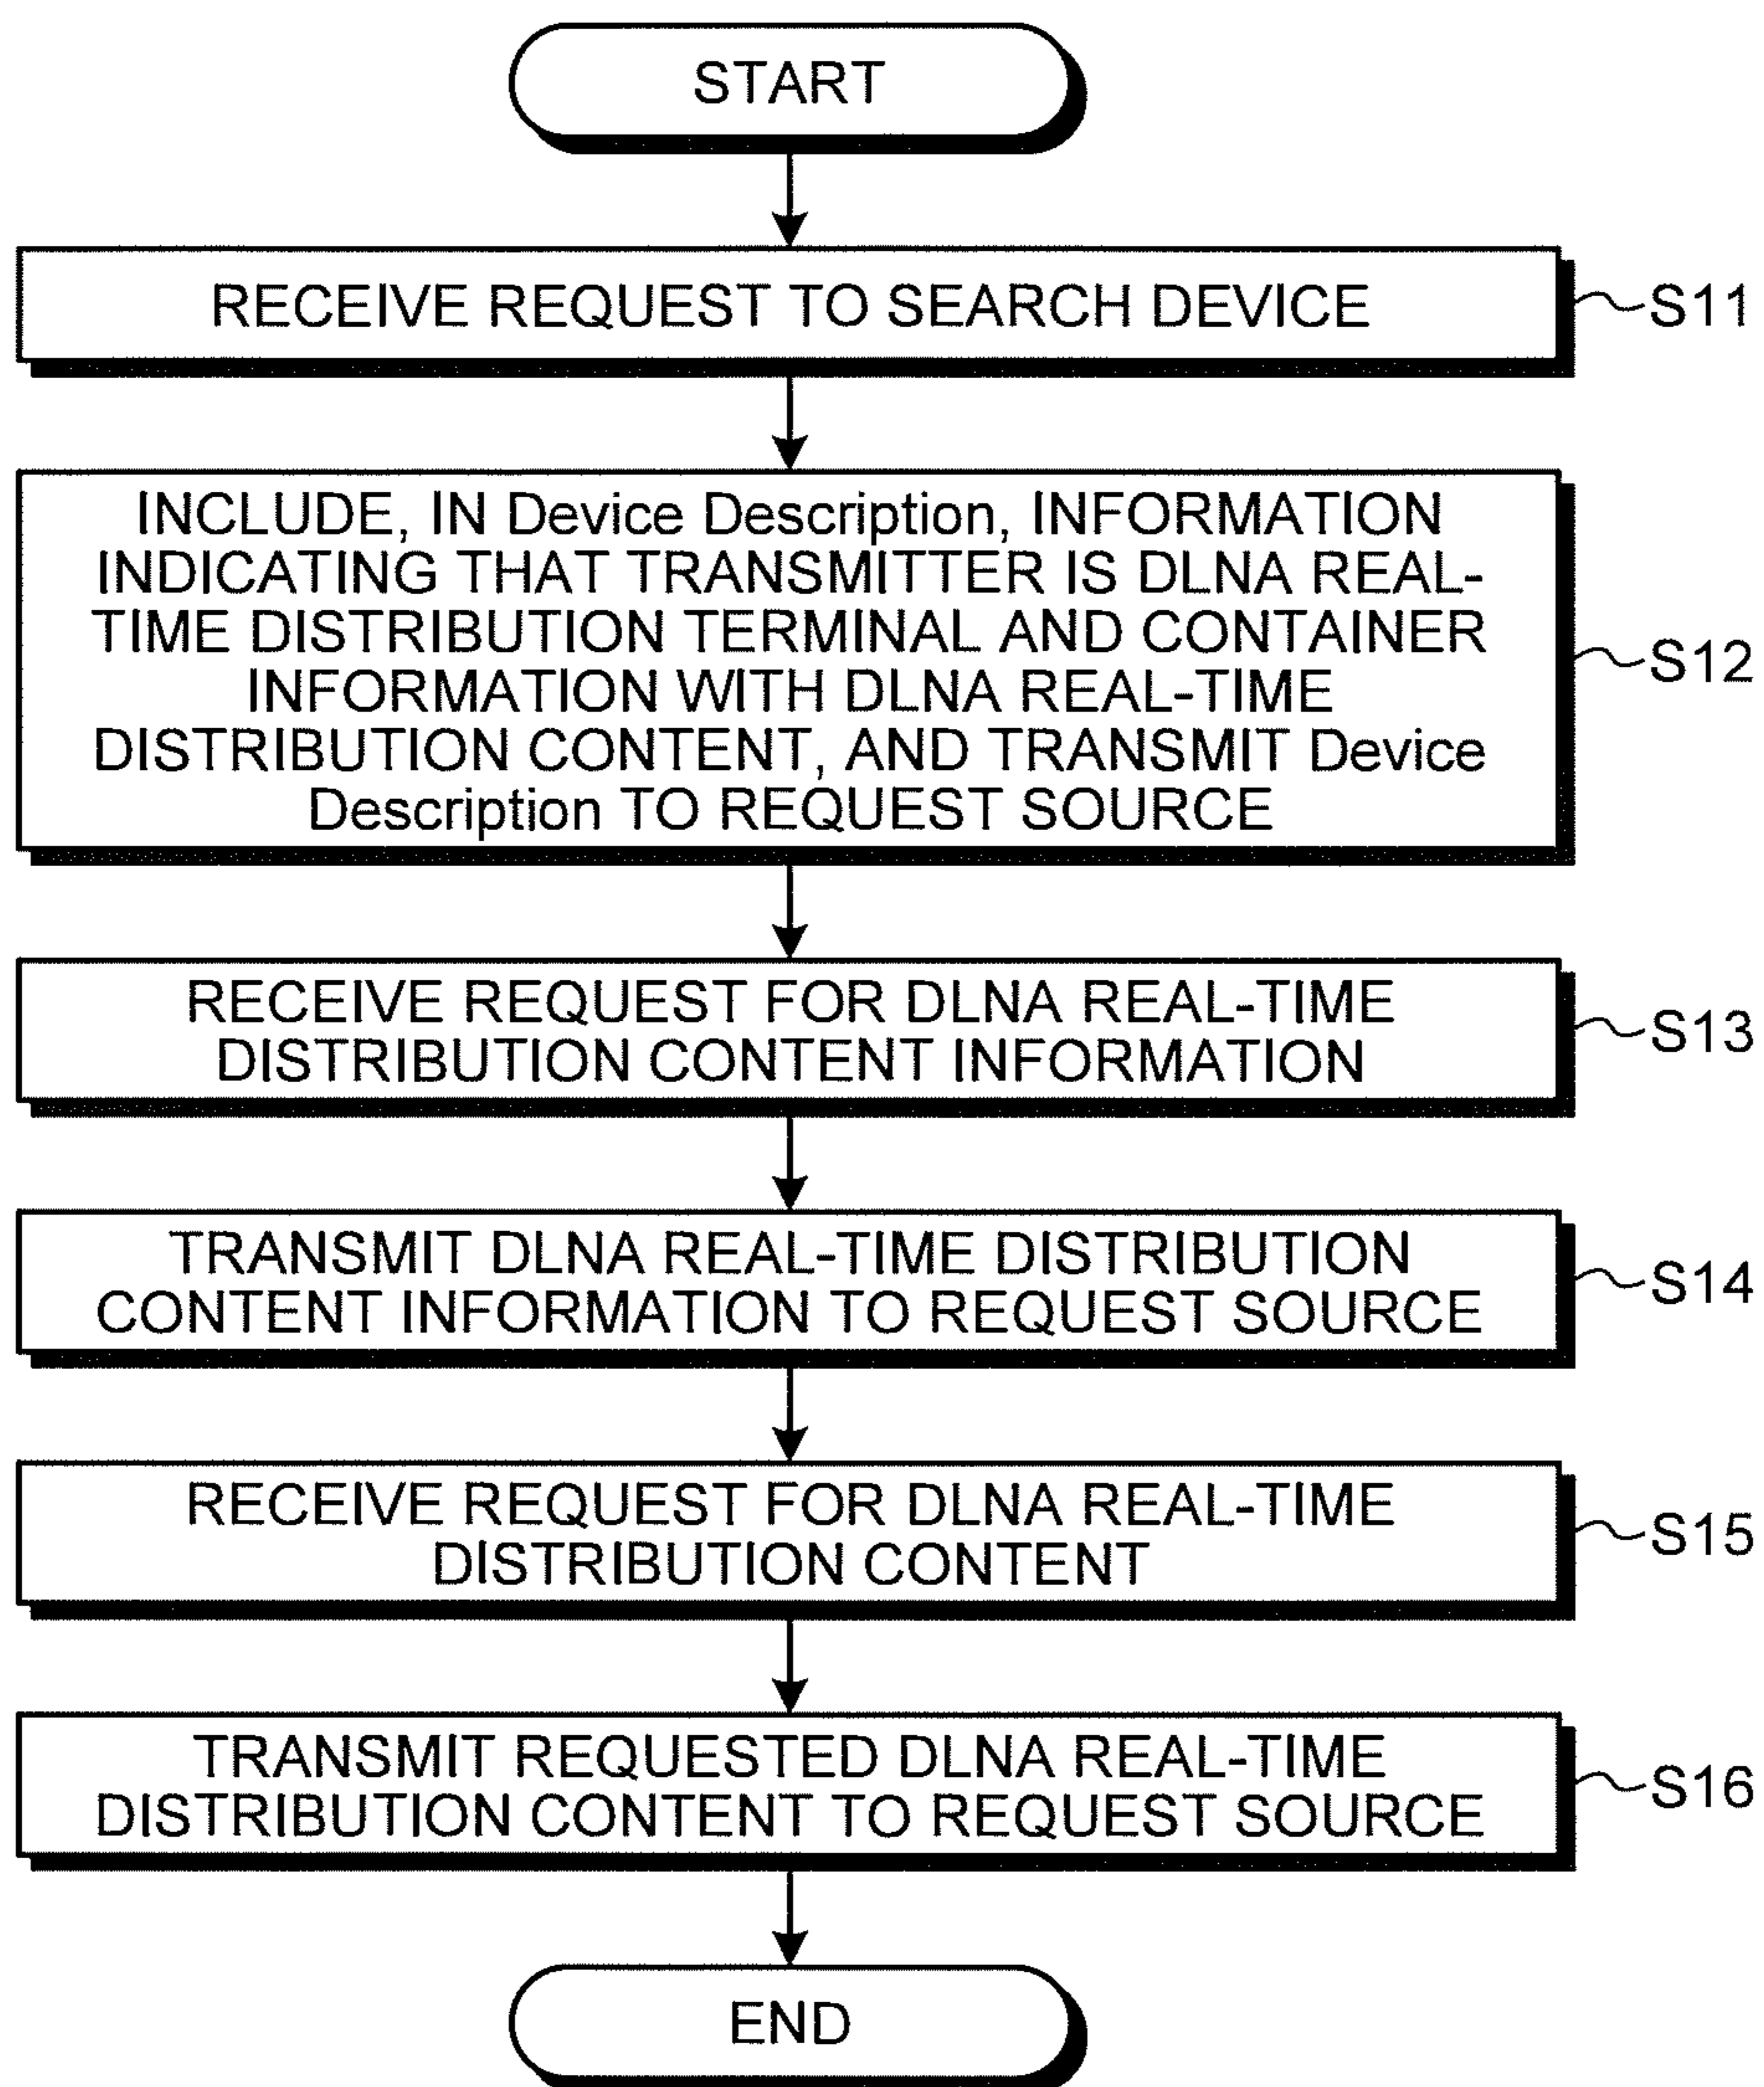 START
RECEIVE REQUEST TO SEARCH DEVICE
S11
INCLUDE, IN Device Description, INFORMATION
INDICATING THAT TRANSMITTER IS DLNA REAL-
TIME DISTRIBUTION TERMINAL AND CONTAINER
INFORMATION WITH DLNA REAL-TIME
DISTRIBUTION CONTENT, AND TRANSMIT Device
Description TO REQUEST SOURCE
S12
RECEIVE REQUEST FOR DLNA REAL-TIME
DISTRIBUTION CONTENT INFORMATION
S13
TRANSMIT DLNA REAL-TIME DISTRIBUTION
CONTENT INFORMATION TO REQUEST SOURCE
S14
RECEIVE REQUEST FOR DLNA REAL-TIME
DISTRIBUTION CONTENT
S15
TRANSMIT REQUESTED DLNA REAL-TIME
DISTRIBUTION CONTENT TO REQUEST SOURCE
S16
END